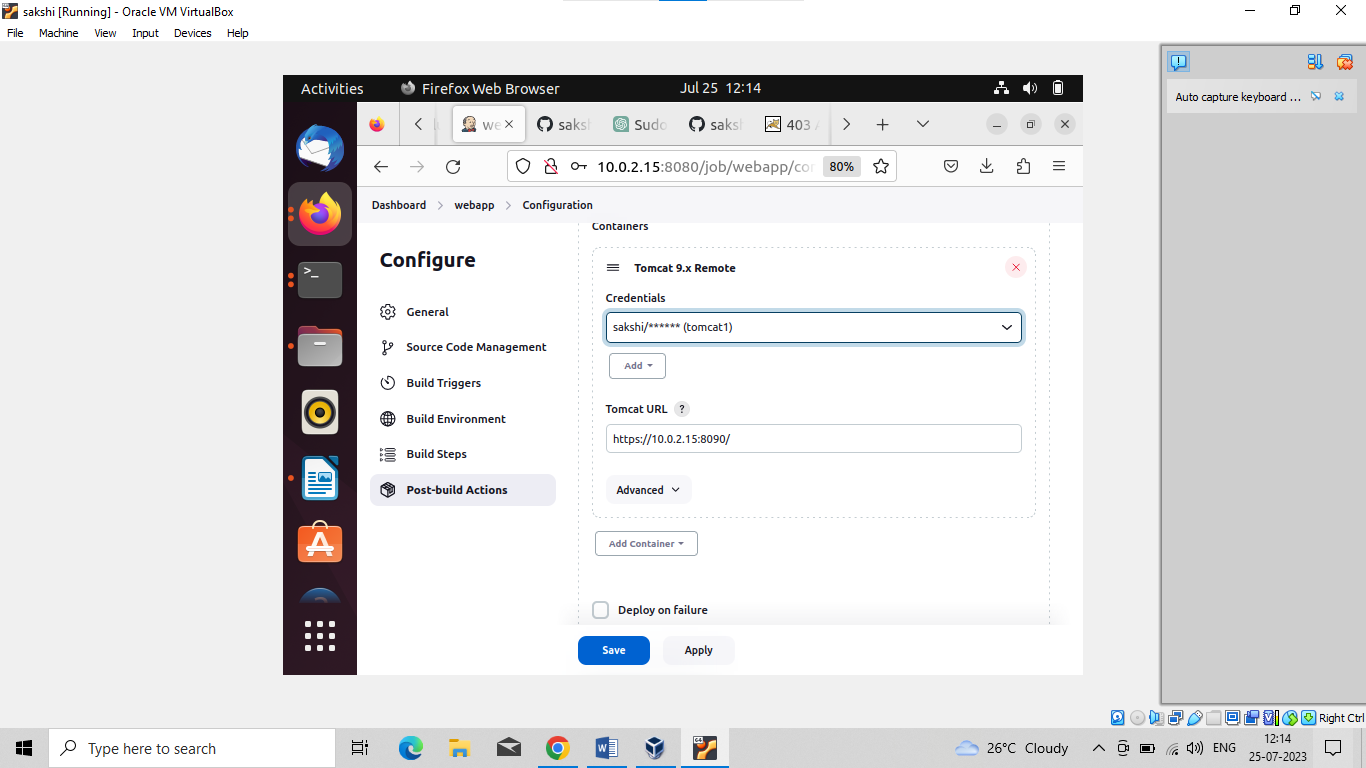 sakshi [Running] - Oracle VM VirtualBox
File Machine View Input Devices Help
Activities Firefox Web Browser Jul 25 12:14
we saksh Sudo saksh 403
10.0.2.15:8080/job/webapp/con 80%
Dashboard webapp Configuration
Configure
General
Source Code Management
Build Triggers
Build Environment
Build Steps
Post-build Actions
Containers
Tomcat 9.x Remote
Credentials
sakshi/****** (tomcat1)
Add
Tomcat URL ?
https://10.0.2.15:8090/
Advanced
Add Container
Deploy on failure
Save Apply
Auto capture keyboard ...
Right Ctrl
Type here to search
26°C Cloudy
ENG
12:14
25-07-2023